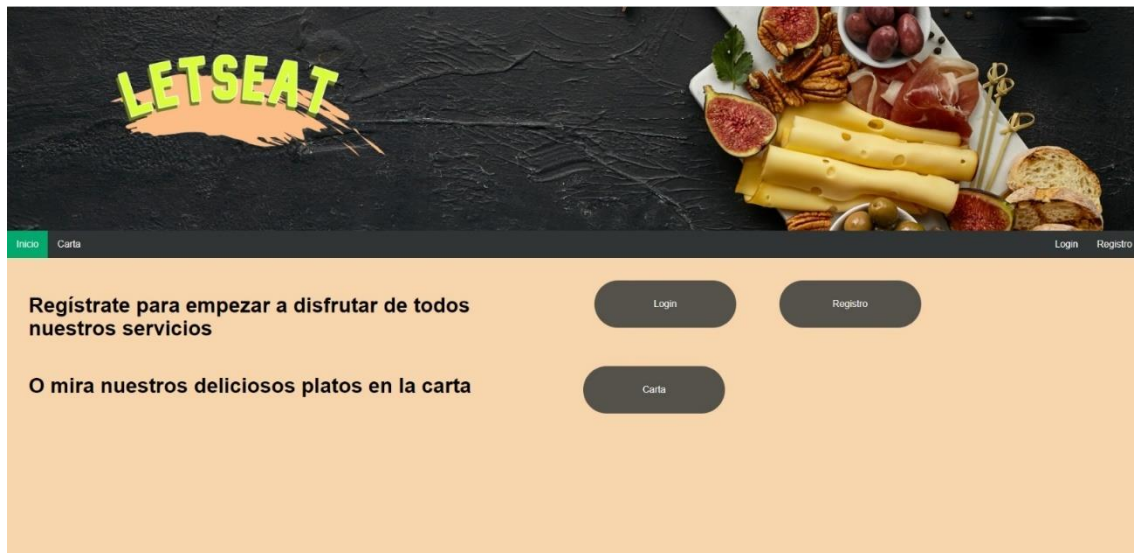 LETSEAT
Inicio Carta Login Registro
Regístrate para empezar a disfrutar de todos
nuestros servicios
Login Registro
O mira nuestros deliciosos platos en la carta
Carta